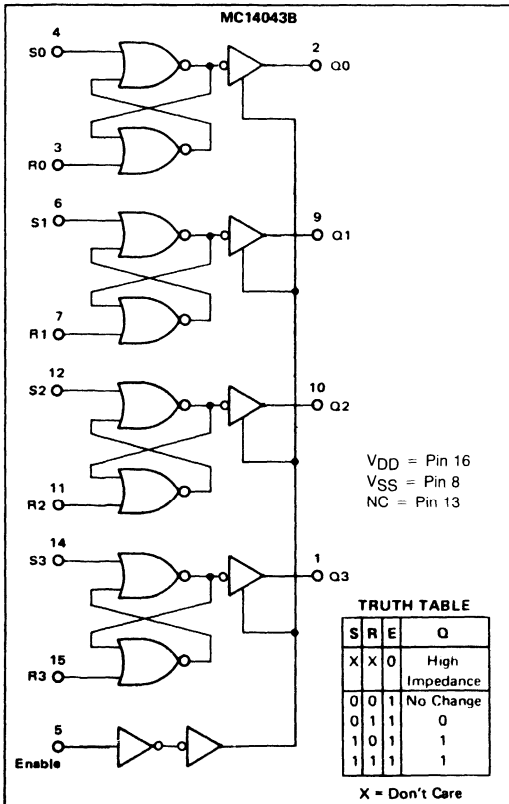 MC14043B
4
S0
2
Q0
3
R0
6
S1
9
Q1
7
R1
12
S2
10
Q2
11
R2
14
S3
1
Q3
15
R3
5
Enable
VDD = Pin 16
VSS = Pin 8
NC = Pin 13
TRUTH TABLE
S R E Q
X X 0 High Impedance
0 0 1 No Change
0 1 1 0
1 0 1 1
1 1 1 1
X = Don't Care